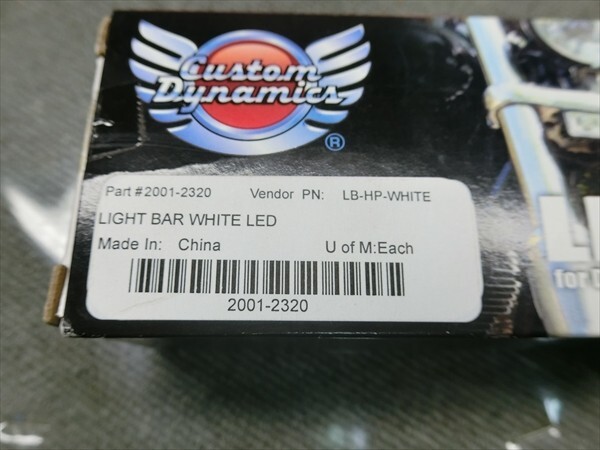 Custom
Dynamics
®
Part #2001-2320 Vendor PN: LB-HP-WHITE
LIGHT BAR WHITE LED
Made In: China U of M:Each
2001-2320
for